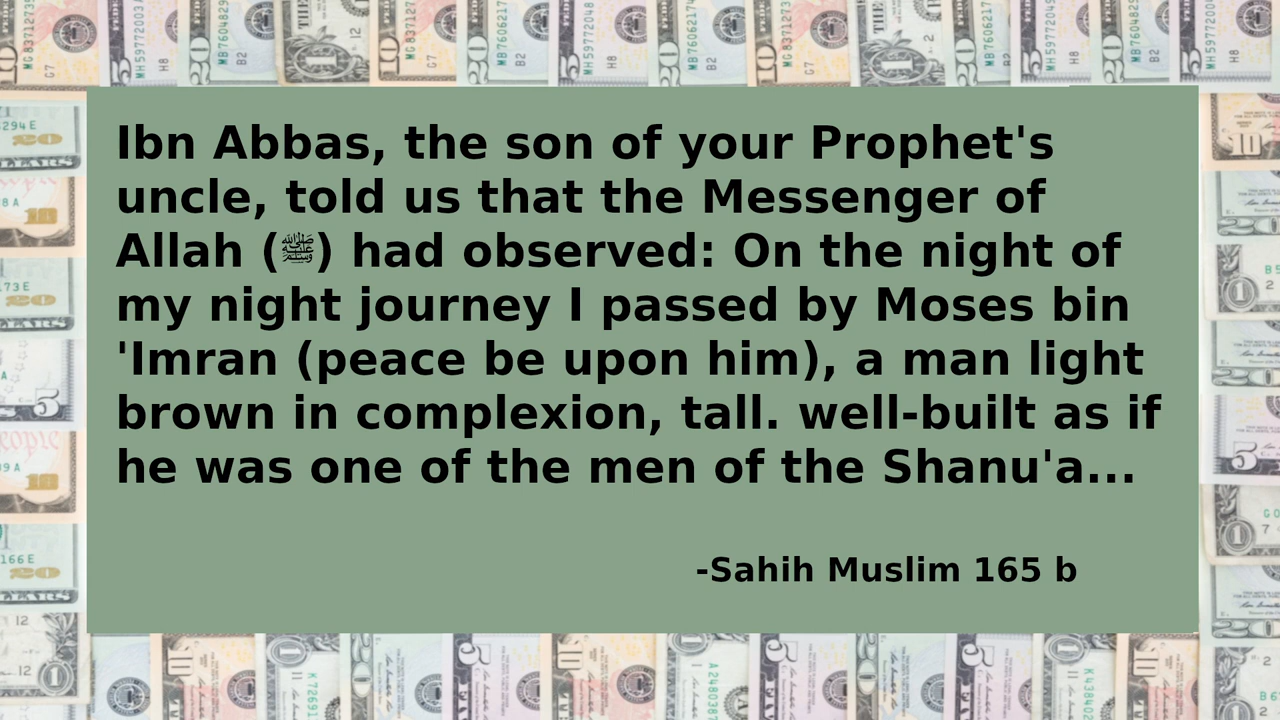 Ibn Abbas, the son of your Prophet's
uncle, told us that the Messenger of
Allah (ﷺ) had observed: On the night of
my night journey I passed by Moses bin
'Imran (peace be upon him), a man light
brown in complexion, tall. well-built as if
he was one of the men of the Shanu'a...
-Sahih Muslim 165 b